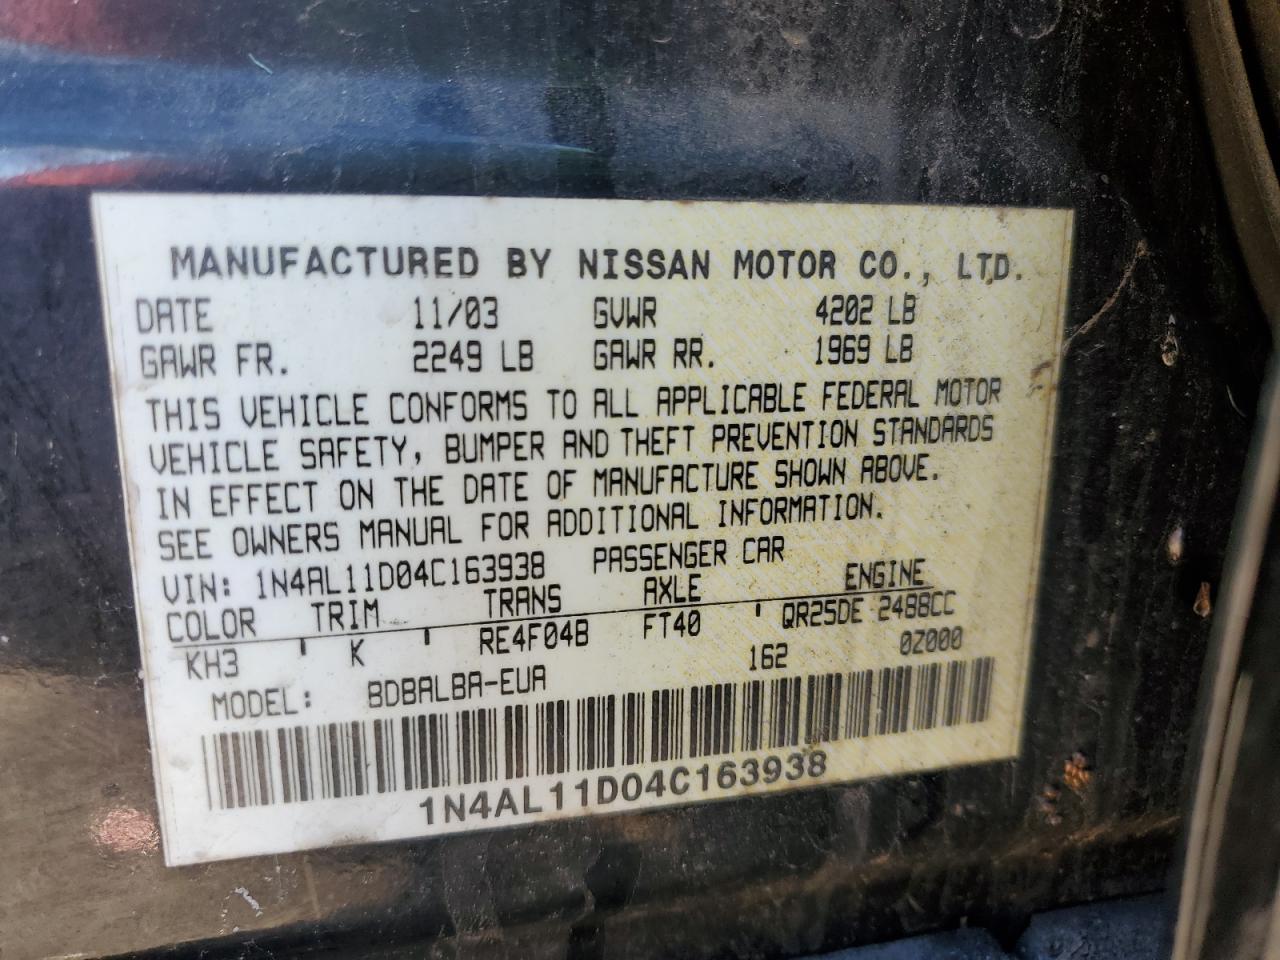 MANUFACTURED BY NISSAN MOTOR CO., LTD.
DATE 11/03 GVWR 4202 LB
GAWR FR. 2249 LB GAWR RR. 1969 LB
THIS VEHICLE CONFORMS TO ALL APPLICABLE FEDERAL MOTOR
VEHICLE SAFETY, BUMPER AND THEFT PREVENTION STANDARDS
IN EFFECT ON THE DATE OF MANUFACTURE SHOWN ABOVE.
SEE OWNERS MANUAL FOR ADDITIONAL INFORMATION.
VIN: 1N4AL11D04C163938 PASSENGER CAR
COLOR TRIM TRANS AXLE ENGINE
KH3 K RE4F04B FT40 QR25DE 2488CC
162 0Z000
MODEL: BDBALBA-EUA
1N4AL11D04C163938